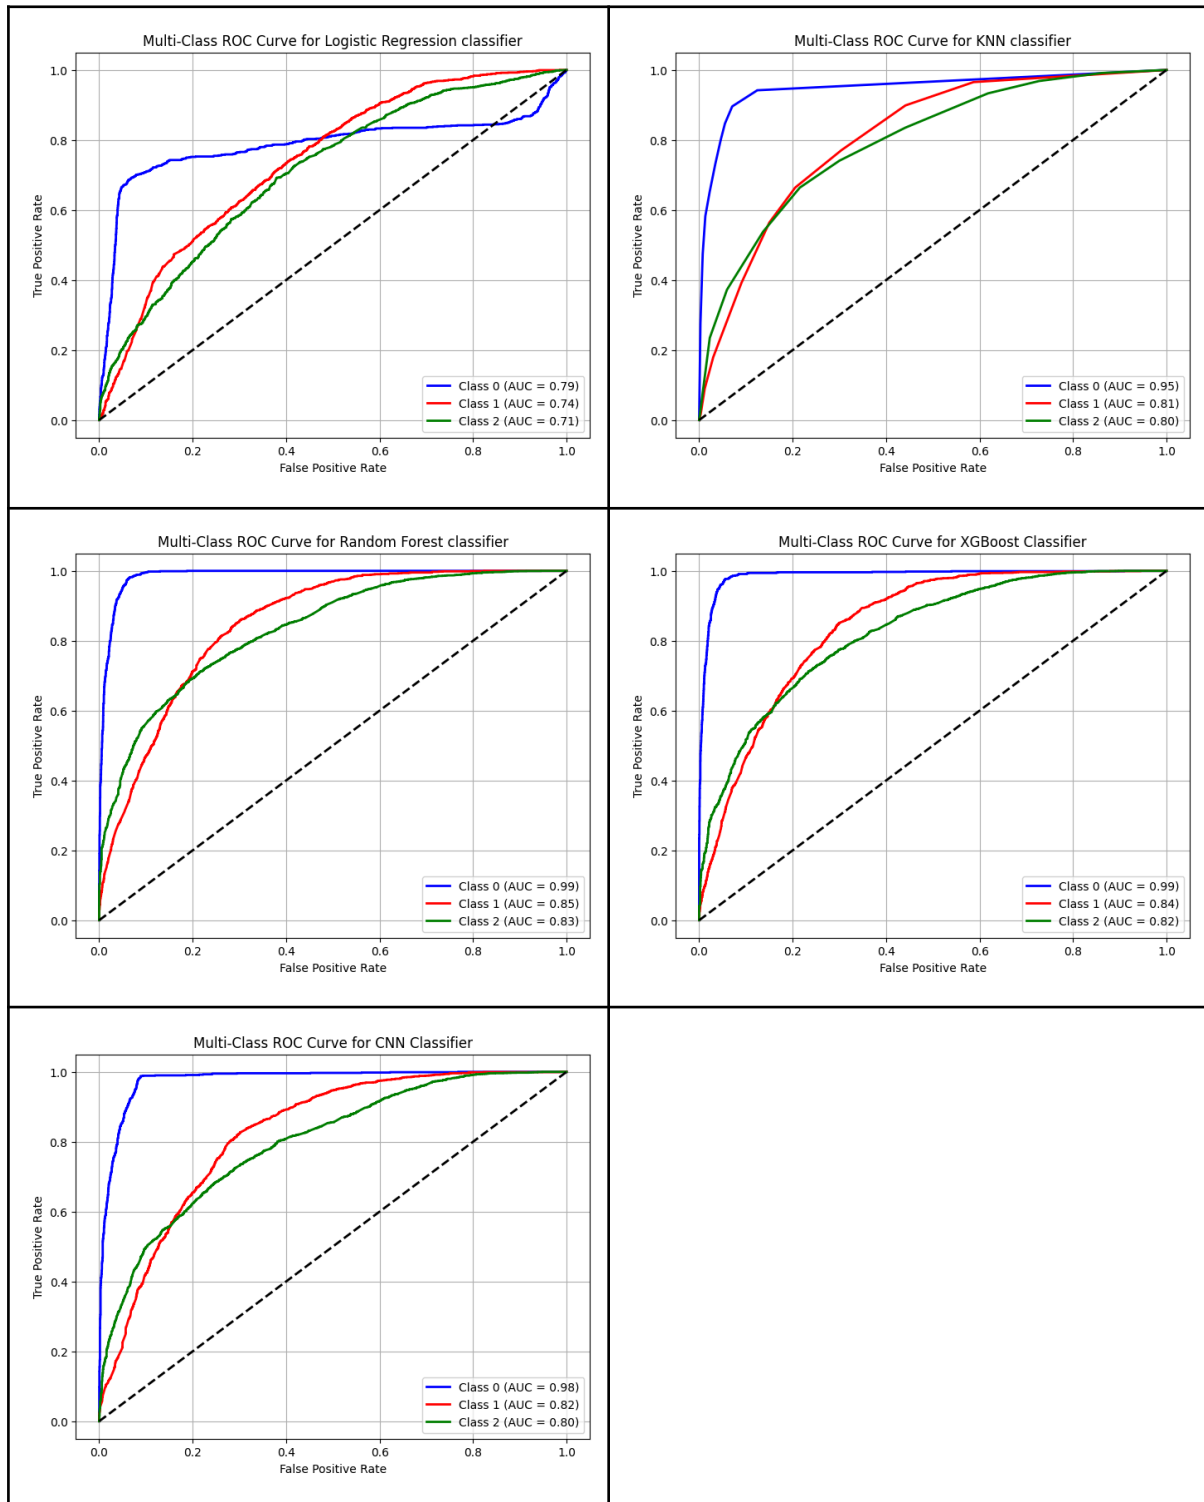 Multi-Class ROC Curve for Logistic Regression classifier
True Positive Rate
1.0
0.8
0.6
0.4
0.2
0.0
0.0 0.2 0.4 0.6 0.8 1.0
False Positive Rate
Class 0 (AUC = 0.79)
Class 1 (AUC = 0.74)
Class 2 (AUC = 0.71)
Multi-Class ROC Curve for KNN classifier
True Positive Rate
1.0
0.8
0.6
0.4
0.2
0.0
0.0 0.2 0.4 0.6 0.8 1.0
False Positive Rate
Class 0 (AUC = 0.95)
Class 1 (AUC = 0.81)
Class 2 (AUC = 0.80)
Multi-Class ROC Curve for Random Forest classifier
True Positive Rate
1.0
0.8
0.6
0.4
0.2
0.0
0.0 0.2 0.4 0.6 0.8 1.0
False Positive Rate
Class 0 (AUC = 0.99)
Class 1 (AUC = 0.85)
Class 2 (AUC = 0.83)
Multi-Class ROC Curve for XGBoost Classifier
True Positive Rate
1.0
0.8
0.6
0.4
0.2
0.0
0.0 0.2 0.4 0.6 0.8 1.0
False Positive Rate
Class 0 (AUC = 0.99)
Class 1 (AUC = 0.84)
Class 2 (AUC = 0.82)
Multi-Class ROC Curve for CNN Classifier
True Positive Rate
1.0
0.8
0.6
0.4
0.2
0.0
0.0 0.2 0.4 0.6 0.8 1.0
False Positive Rate
Class 0 (AUC = 0.98)
Class 1 (AUC = 0.82)
Class 2 (AUC = 0.80)